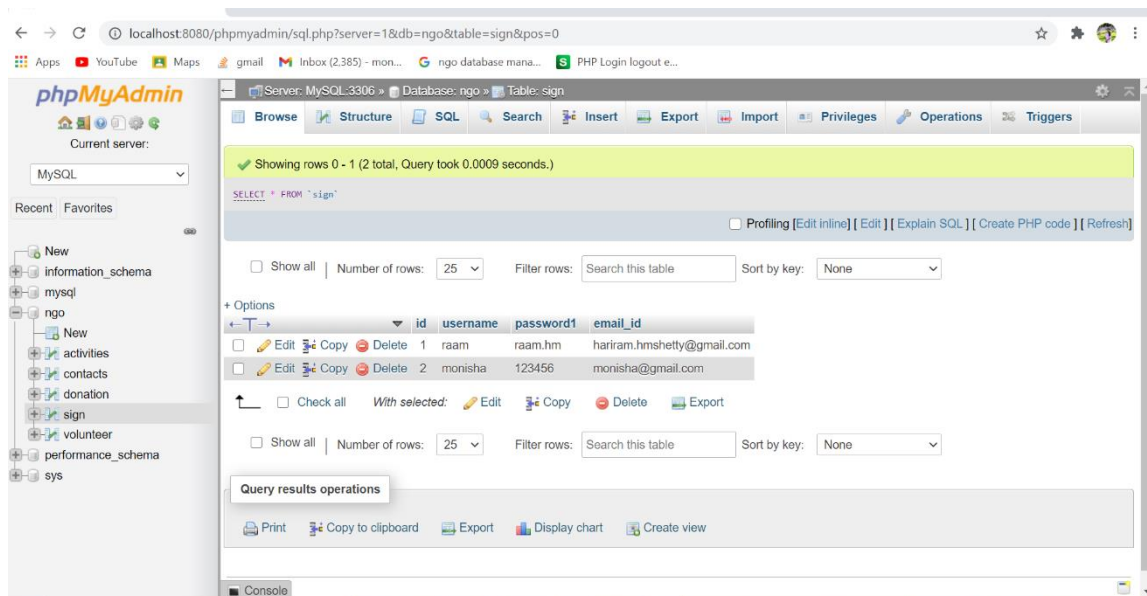 localhost:8080/phpmyadmin/sql.php?server=1&db=ngo&table=sign&pos=0
Apps YouTube Maps gmail Inbox (2,385) - mon... ngo database mana... S PHP Login logout e...
phpMyAdmin
Current server:
MySQL
Recent Favorites
New
information_schema
mysql
ngo
New
activities
contacts
donation
sign
volunteer
performance_schema
sys
Server: MySQL:3306 » Database: ngo » Table: sign
Browse Structure SQL Search Insert Export Import Privileges Operations Triggers
Showing rows 0 - 1 (2 total, Query took 0.0009 seconds.)
SELECT * FROM `sign`
Profiling [Edit inline] [ Edit ] [ Explain SQL ] [ Create PHP code ] [ Refresh]
Show all | Number of rows: 25 Filter rows: Search this table Sort by key: None
+ Options
←T→ id username password1 email_id
Edit Copy Delete 1 raam raam.hm hariram.hmshetty@gmail.com
Edit Copy Delete 2 monisha 123456 monisha@gmail.com
Check all With selected: Edit Copy Delete Export
Show all | Number of rows: 25 Filter rows: Search this table Sort by key: None
Query results operations
Print Copy to clipboard Export Display chart Create view
Console